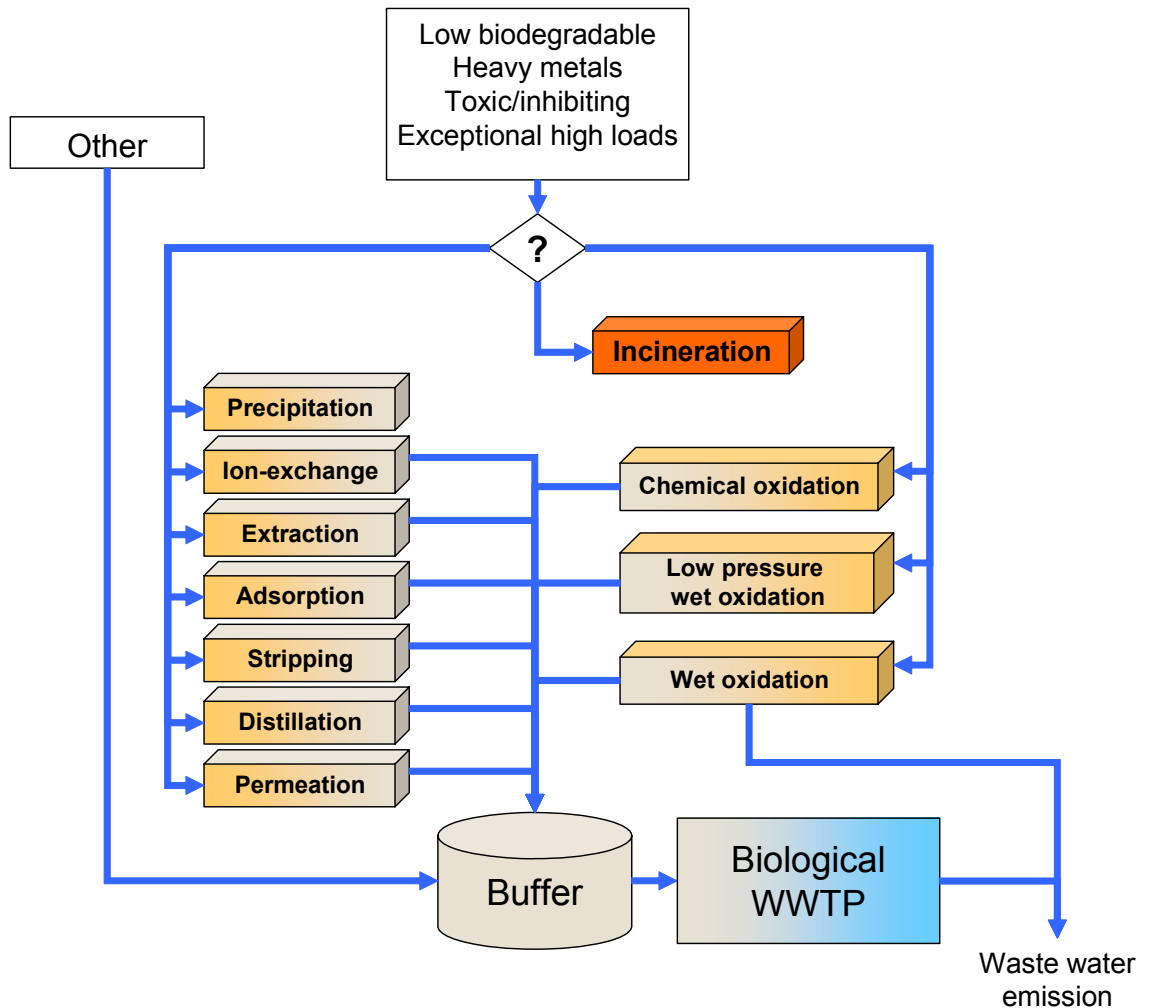 Low biodegradable
Heavy metals
Toxic/inhibiting
Exceptional high loads
Other
?
Incineration
Precipitation
Ion-exchange
Extraction
Adsorption
Stripping
Distillation
Permeation
Chemical oxidation
Low pressure
wet oxidation
Wet oxidation
Buffer
Biological
WWTP
Waste water
emission